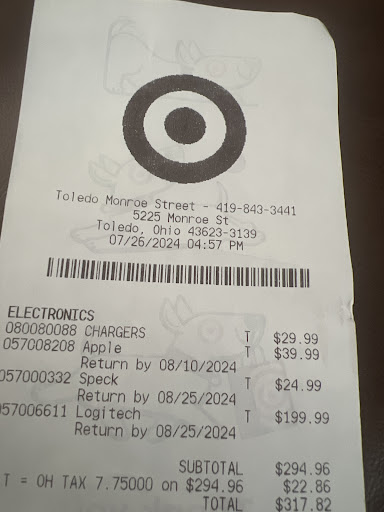 Toledo Monroe Street - 419-843-3441
5225 Monroe St
Toledo, Ohio 43623-3139
07/26/2024 04:57 PM
ELECTRONICS
080080088 CHARGERS T $29.99
057008208 Apple T $39.99
Return by 08/10/2024
057000332 Speck T $24.99
Return by 08/25/2024
057006611 Logitech T $199.99
Return by 08/25/2024
SUBTOTAL $294.96
T = OH TAX 7.75000 on $294.96 $22.86
TOTAL $317.82